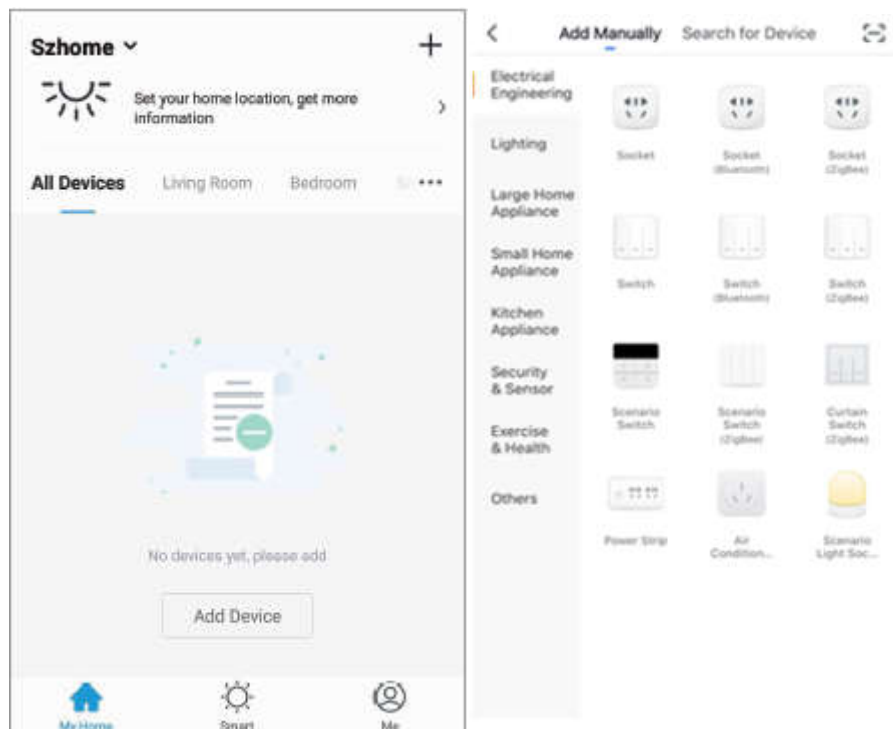 Szhome
Set your home location, get more
information
All Devices
Living Room
Bedroom
No devices yet, please add
Add Device
My Home
Smart
Me
Add Manually
Search for Device
Electrical
Engineering
Lighting
Large Home
Appliance
Small Home
Appliance
Kitchen
Appliance
Security
& Sensor
Exercise
& Health
Others
Socket
Socket
(Bluetooth)
Socket
(ZigBee)
Switch
Switch
(Bluetooth)
Switch
(ZigBee)
Scenario
Switch
Scenario
Switch
(ZigBee)
Curtain
Switch
(ZigBee)
Power Strip
Air
Condition...
Scenario
Light Soc...